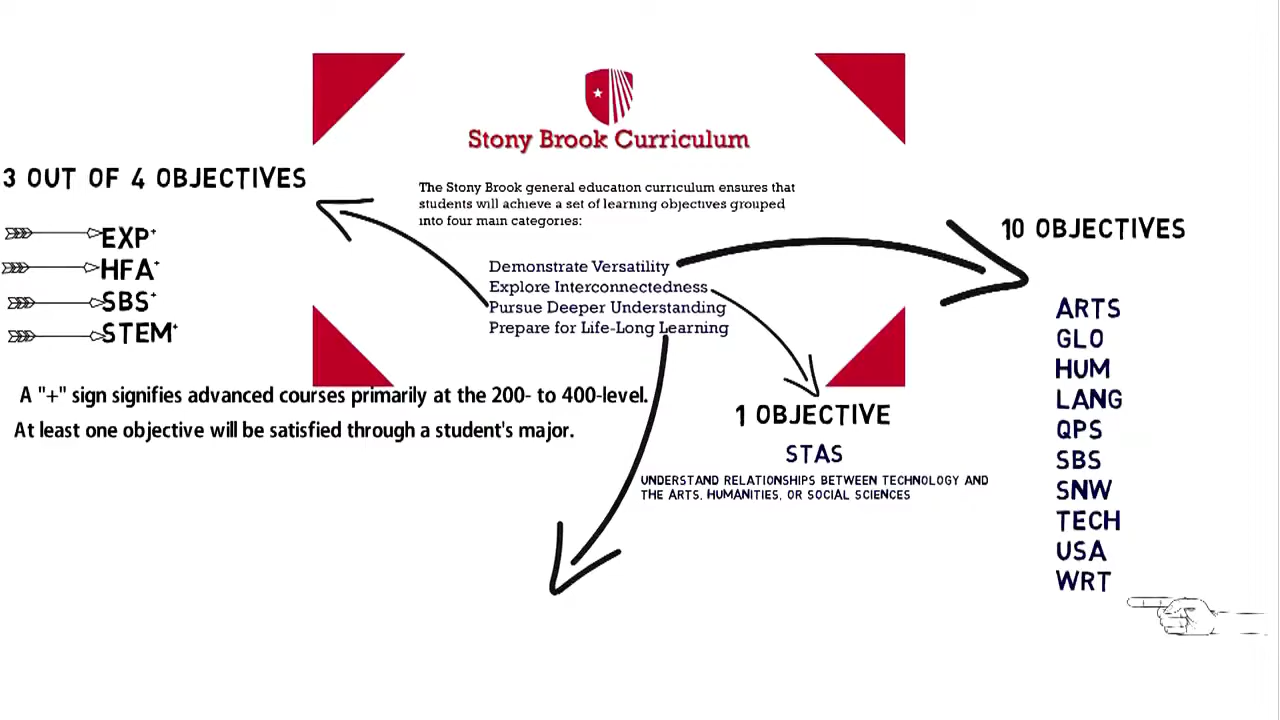 Stony Brook Curriculum
The Stony Brook general education curriculum ensures that
students will achieve a set of learning objectives grouped
into four main categories:
Demonstrate Versatility
Explore Interconnectedness
Pursue Deeper Understanding
Prepare for Life-Long Learning
3 OUT OF 4 OBJECTIVES
EXP+
HFA+
SBS+
STEM+
A "+" sign signifies advanced courses primarily at the 200- to 400-level.
At least one objective will be satisfied through a student's major.
1 OBJECTIVE
STAS
UNDERSTAND RELATIONSHIPS BETWEEN TECHNOLOGY AND
THE ARTS, HUMANITIES, OR SOCIAL SCIENCES
10 OBJECTIVES
ARTS
GLO
HUM
LANG
QPS
SBS
SNW
TECH
USA
WRT